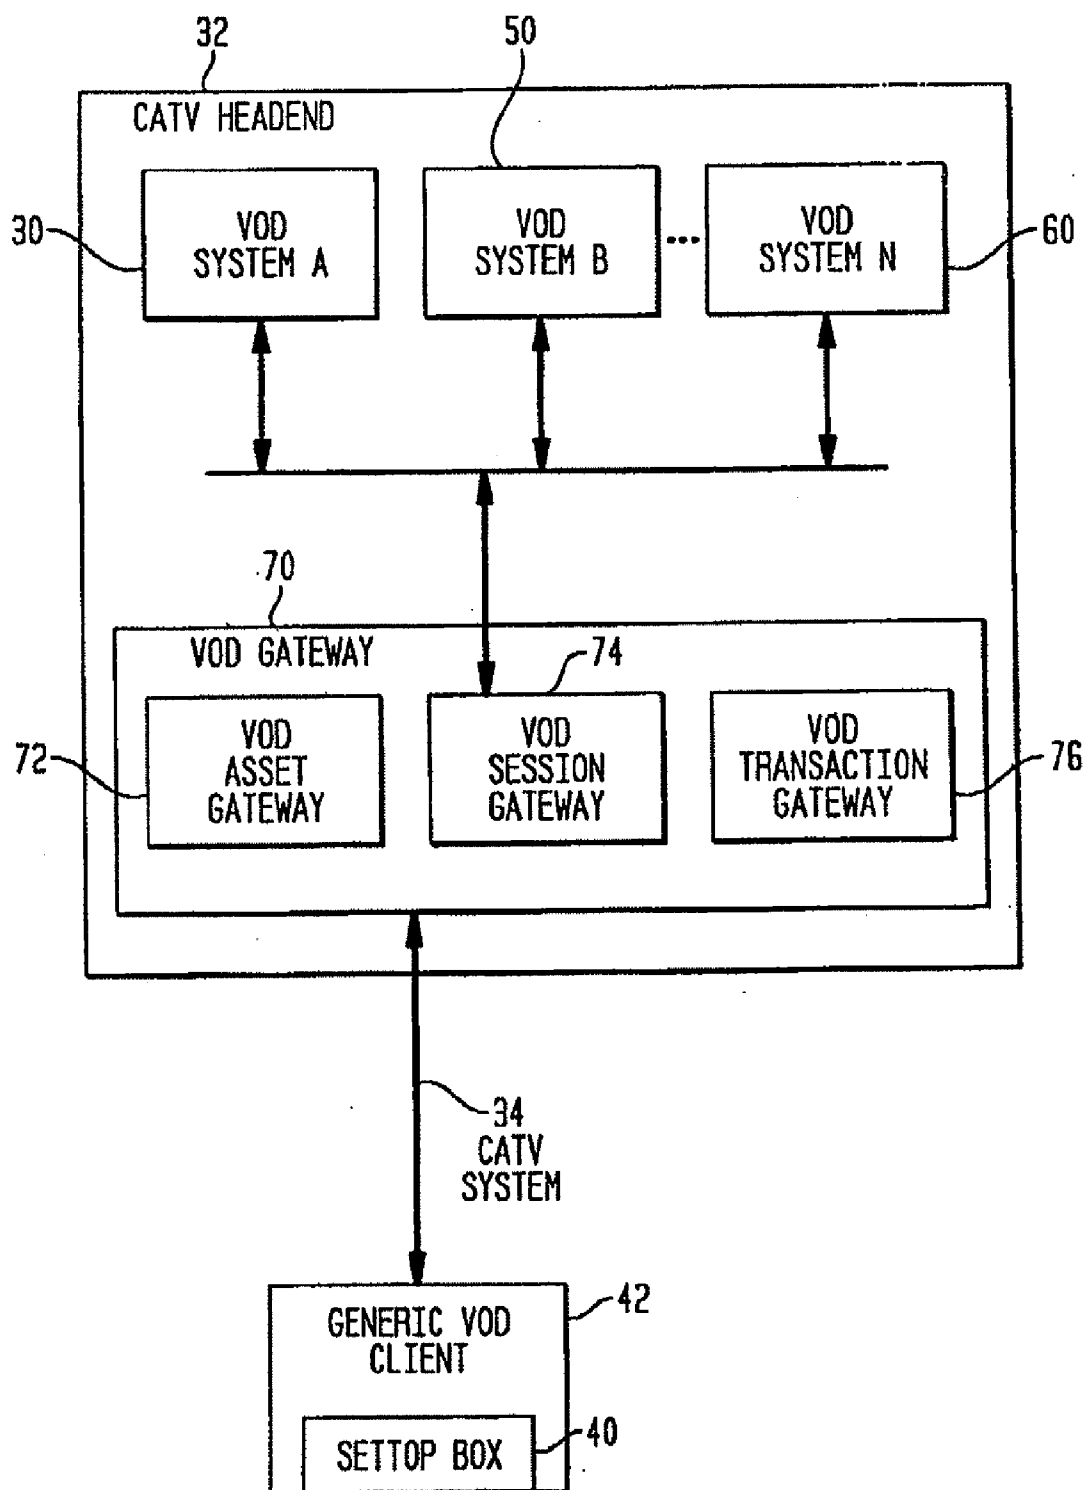 32
50
CATV HEADEND
30
VOD
SYSTEM A
VOD
SYSTEM B
...
VOD
SYSTEM N
60
70
VOD GATEWAY
74
72
VOD
ASSET
GATEWAY
VOD
SESSION
GATEWAY
VOD
TRANSACTION
GATEWAY
76
34
CATV
SYSTEM
42
GENERIC VOD
CLIENT
40
SETTOP BOX